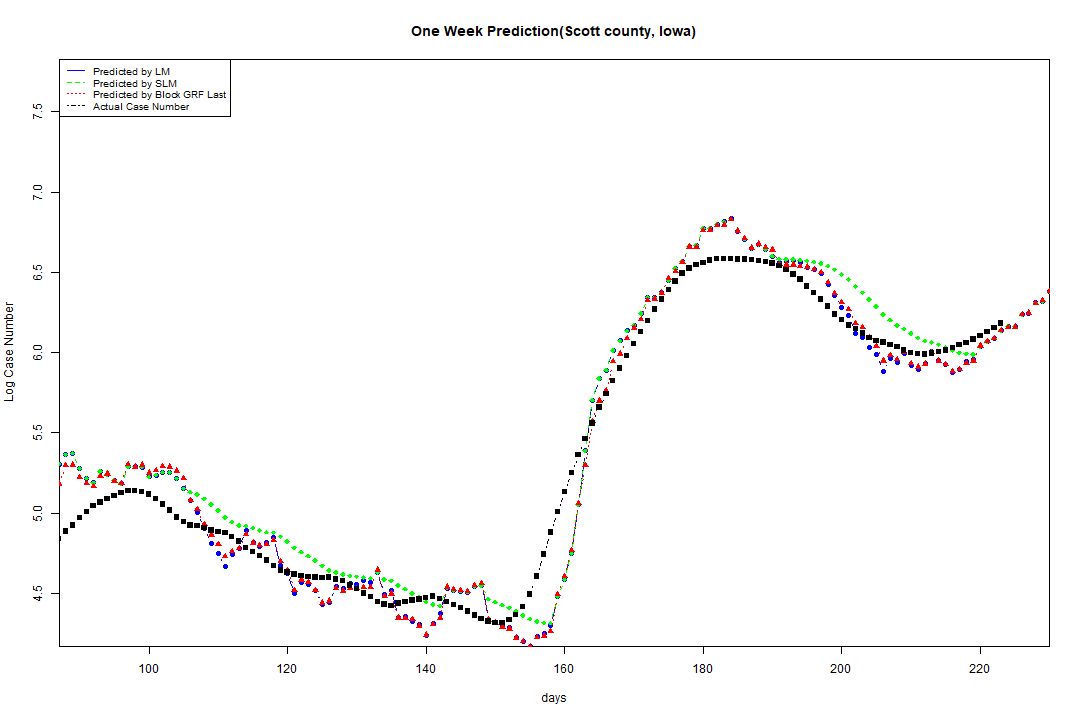 One Week Prediction(Scott county, Iowa)
Predicted by LM
Predicted by SLM
Predicted by Block GRF Last
Actual Case Number
7.5
7.0
6.5
6.0
5.5
5.0
4.5
Log Case Number
100 120 140 160 180 200 220
days